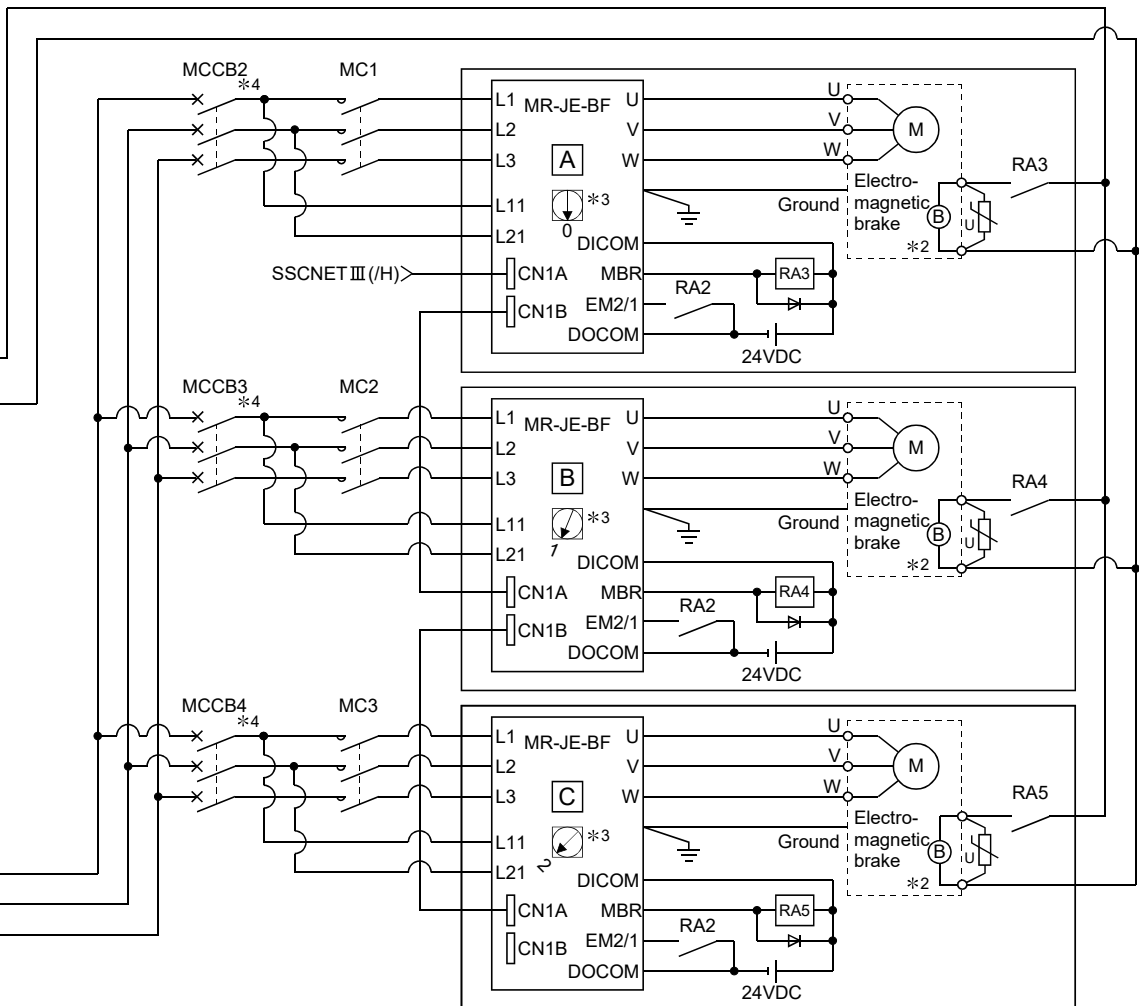 MCCB2
*4
MC1
L1
MR-JE-BF
U
L2
V
L3
W
A
*3
0
L11
L21
SSCNETⅢ(/H)
CN1A
CN1B
DICOM
MBR
EM2/1
DOCOM
RA2
RA3
24VDC
Ground
U
V
W
M
Electro-
magnetic
brake
*2
B
U
RA3
MCCB3
*4
MC2
L1
MR-JE-BF
U
L2
V
L3
W
B
*3
1
L11
L21
CN1A
CN1B
DICOM
MBR
EM2/1
DOCOM
RA2
RA4
24VDC
Ground
U
V
W
M
Electro-
magnetic
brake
*2
B
U
RA4
MCCB4
*4
MC3
L1
MR-JE-BF
U
L2
V
L3
W
C
*3
2
L11
L21
CN1A
CN1B
DICOM
MBR
EM2/1
DOCOM
RA2
RA5
24VDC
Ground
U
V
W
M
Electro-
magnetic
brake
*2
B
U
RA5